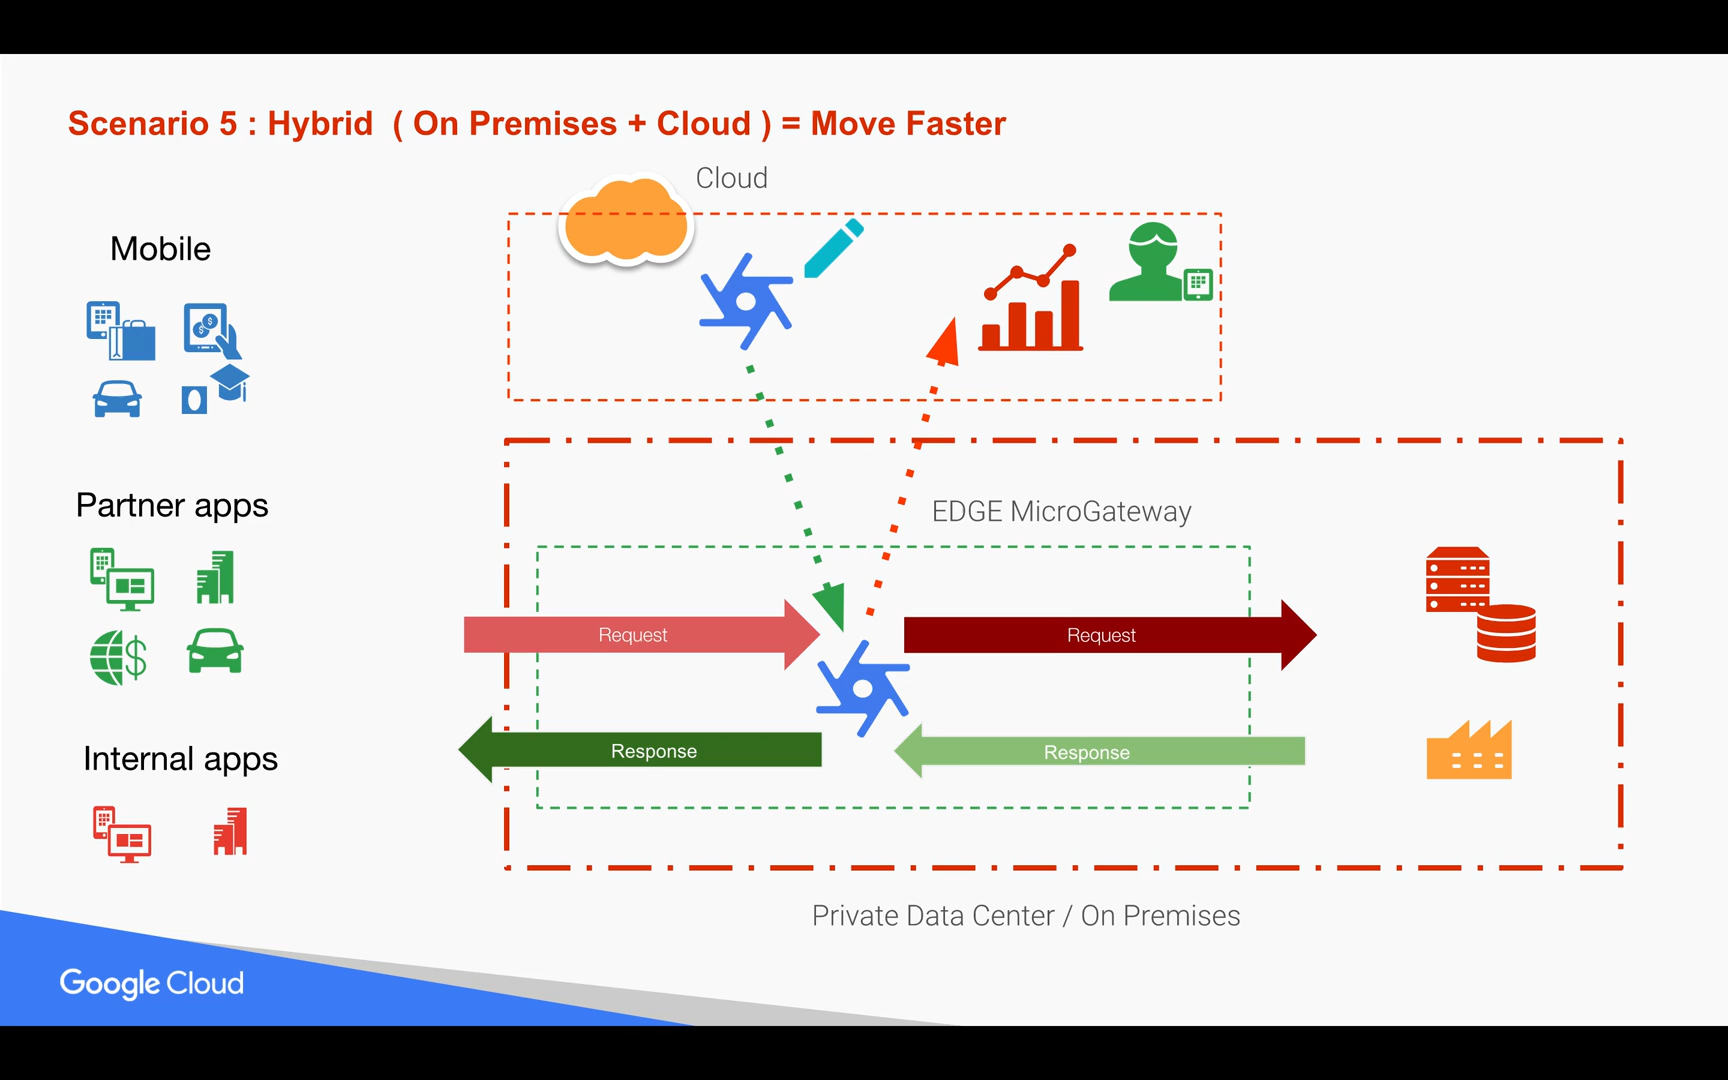 Scenario 5 : Hybrid ( On Premises + Cloud ) = Move Faster
Cloud
Mobile
Partner apps
EDGE MicroGateway
Request
Request
Response
Response
Internal apps
Private Data Center / On Premises
Google Cloud